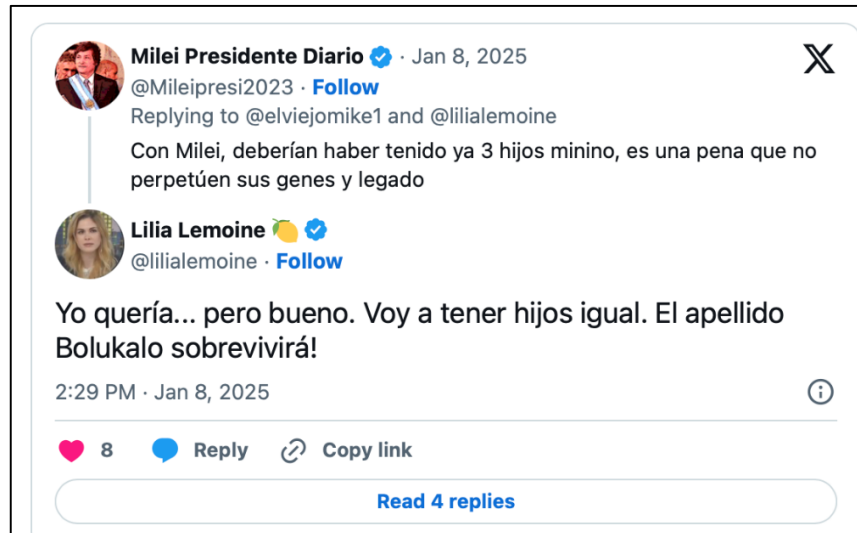 Milei Presidente Diario · Jan 8, 2025
@Mileipresi2023 · Follow
Replying to @elviejomike1 and @lilialemoine
Con Milei, deberían haber tenido ya 3 hijos minino, es una pena que no
perpetúen sus genes y legado
Lilia Lemoine 🍋
@lilialemoine · Follow
Yo quería... pero bueno. Voy a tener hijos igual. El apellido
Bolukalo sobrevivirá!
2:29 PM · Jan 8, 2025
8 Reply Copy link
Read 4 replies